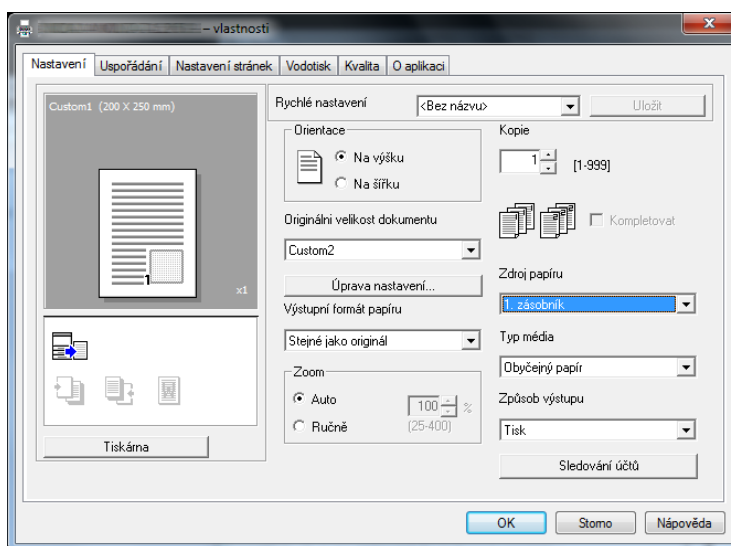 – vlastnosti
Nastavení Uspořádání Nastavení stránek Vodotisk Kvalita O aplikaci
Custom1 (200 X 250 mm)
1
x1
Tiskárna
Rychlé nastavení <Bez názvu> Uložit
Orientace
Na výšku
Na šířku
Originálni velikost dokumentu
Custom2
Úprava nastavení...
Výstupní formát papíru
Stejné jako originál
Zoom
Auto 100 %
Ručně (25-400)
Kopie
1 [1-999]
Kompletovat
Zdroj papíru
1. zásobník
Typ média
Obyčejný papír
Způsob výstupu
Tisk
Sledování účtů
OK Storno Nápověda